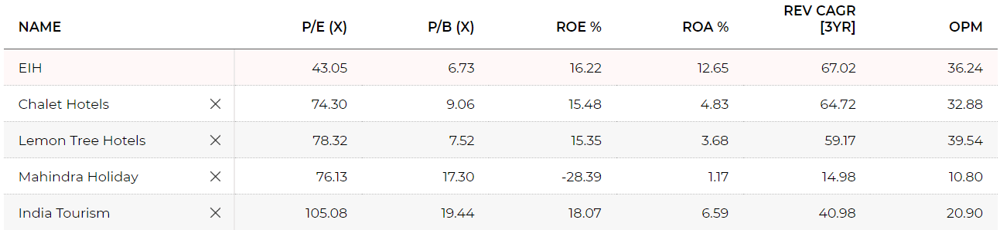 NAME P/E (X) P/B (X) ROE % ROA % REV CAGR [3YR] OPM
EIH 43.05 6.73 16.22 12.65 67.02 36.24
Chalet Hotels 74.30 9.06 15.48 4.83 64.72 32.88
Lemon Tree Hotels 78.32 7.52 15.35 3.68 59.17 39.54
Mahindra Holiday 76.13 17.30 -28.39 1.17 14.98 10.80
India Tourism 105.08 19.44 18.07 6.59 40.98 20.90